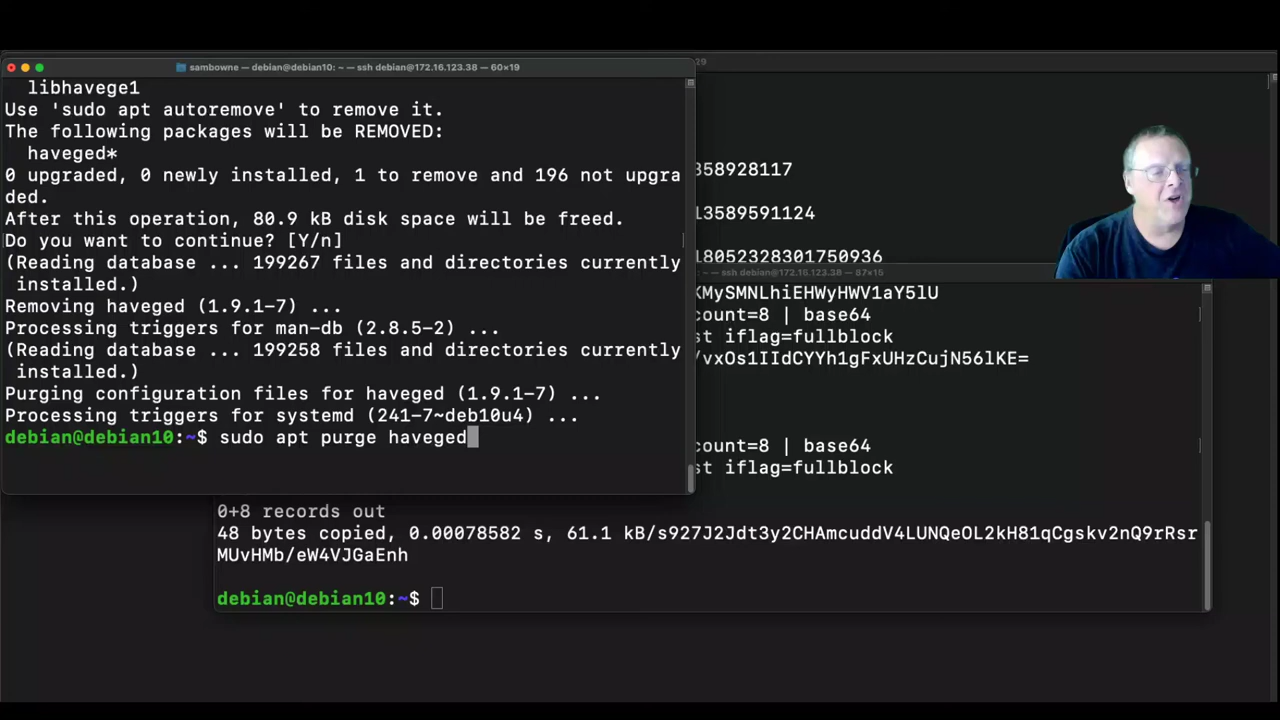 sambowne — debian@debian10: ~ — ssh debian@172.16.123.38 — 60×19
libhavege1
Use 'sudo apt autoremove' to remove it.
The following packages will be REMOVED:
haveged*
0 upgraded, 0 newly installed, 1 to remove and 196 not upgra
ded.
After this operation, 80.9 kB disk space will be freed.
Do you want to continue? [Y/n]
(Reading database ... 199267 files and directories currently
installed.)
Removing haveged (1.9.1-7) ...
Processing triggers for man-db (2.8.5-2) ...
(Reading database ... 199258 files and directories currently
installed.)
Purging configuration files for haveged (1.9.1-7) ...
Processing triggers for systemd (241-7~deb10u4) ...
debian@debian10:~$ sudo apt purge haveged
29
358928117
13589591124
18052328301750936
- ssh debian@172.16.123.38 — 87×15
KMySMNLhiEHWyHWV1aY5lU
count=8 | base64
st iflag=fullblock
/vxOs1IIdCYYh1gFxUHzCujN56lKE=
count=8 | base64
st iflag=fullblock
0+8 records out
48 bytes copied, 0.00078582 s, 61.1 kB/s927J2Jdt3y2CHAmcuddV4LUNQeOL2kH81qCgskv2nQ9rRsr
MUvHMb/eW4VJGaEnh
debian@debian10:~$